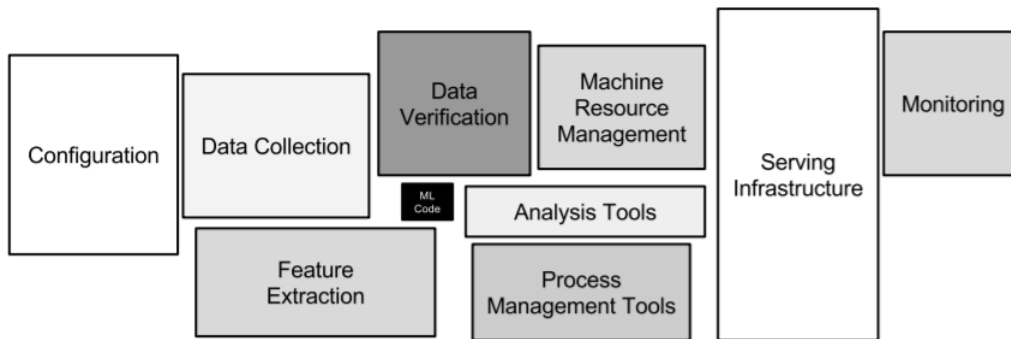 Configuration
Data Collection
Data
Verification
Machine
Resource
Management
Monitoring
Serving
Infrastructure
ML
Code
Analysis Tools
Feature
Extraction
Process
Management Tools